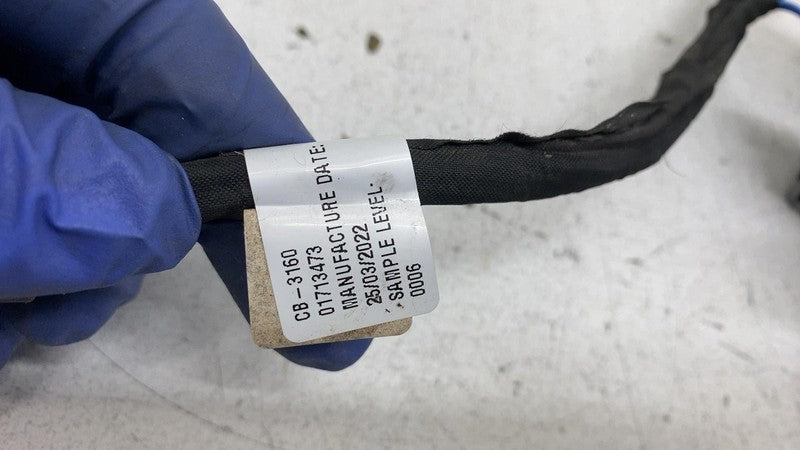 CB-3160
01713473
MANUFACTURE DATE:
25/03/2022
SAMPLE LEVEL-
0006